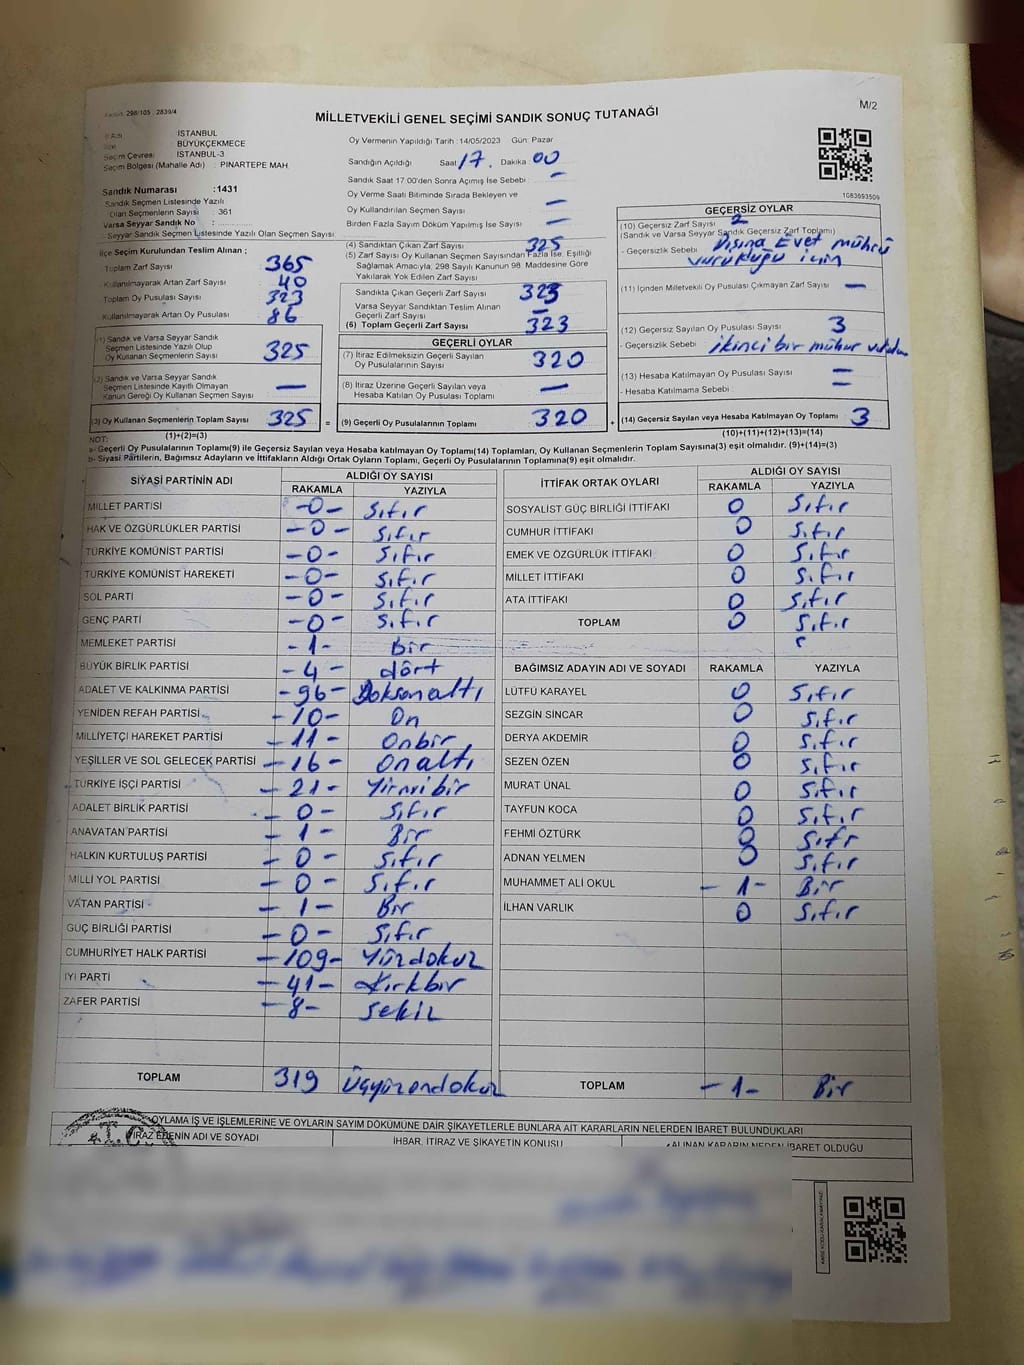 Kanun: 298/105 , 2839/4
M/2
MİLLETVEKİLİ GENEL SEÇİMİ SANDIK SONUÇ TUTANAĞI
İl Adı İSTANBUL
İlçe BÜYÜKÇEKMECE
Seçim Çevresi İSTANBUL-3
Seçim Bölgesi (Mahalle Adı) : PINARTEPE MAH.
Sandık Numarası :1431
Sandık Seçmen Listesinde Yazılı
Olan Seçmenlerin Sayısı : 361
Varsa Seyyar Sandık No :
Seyyar Sandık Seçmen Listesinde Yazılı Olan Seçmen Sayısı
Oy Vermenin Yapıldığı Tarih :14/05/2023 Gün: Pazar
Sandığın Açıldığı Saat 17. Dakika: 00
Sandık Saat 17.00'den Sonra Açımış İse Sebebi : —
Oy Verme Saati Bitiminde Sırada Bekleyen ve
Oy Kullandırılan Seçmen Sayısı —
Birden Fazla Sayım Döküm Yapılmış İse Sayısı : —
1083693509
İlçe Seçim Kurulundan Teslim Alınan ;
Toplam Zarf Sayısı 365
Kullanılmayarak Artan Zarf Sayısı 40
Toplam Oy Pusulası Sayısı 323
Kullanılmayarak Artan Oy Pusulası 86
(1) Sandık ve Varsa Seyyar Sandık
Seçmen Listesinde Yazılı Olup
Oy Kullanan Seçmenlerin Sayısı 325
(2) Sandık ve Varsa Seyyar Sandık
Seçmen Listesinde Kayıtlı Olmayan
Kanun Gereği Oy Kullanan Seçmen Sayısı —
(3) Oy Kullanan Seçmenlerin Toplam Sayısı 325 =
(1)+(2)=(3)
(4) Sandıktan Çıkan Zarf Sayısı 325
(5) Zarf Sayısı Oy Kullanan Seçmen Sayısından Fazla İse, Eşitliği
Sağlamak Amacıyla; 298 Sayılı Kanunun 98. Maddesine Göre
Yakılarak Yok Edilen Zarf Sayısı
Sandıkta Çıkan Geçerli Zarf Sayısı 323
Varsa Seyyar Sandıktan Teslim Alınan
Geçerli Zarf Sayısı —
(6) Toplam Geçerli Zarf Sayısı 323
GEÇERLİ OYLAR
(7) İtiraz Edilmeksizin Geçerli Sayılan
Oy Pusulalarının Sayısı 320
(8) İtiraz Üzerine Geçerli Sayılan veya
Hesaba Katılan Oy Pusulası Toplamı —
(9) Geçerli Oy Pusulalarının Toplamı 320 +
GEÇERSİZ OYLAR
(10) Geçersiz Zarf Sayısı 2
(Sandık ve Varsa Seyyar Sandık Geçersiz Zarf Toplamı)
- Geçersizlik Sebebi : Dışına Evet mührü
vurukluğu için
(11) İçinden Milletvekili Oy Pusulası Çıkmayan Zarf Sayısı —
(12) Geçersiz Sayılan Oy Pusulası Sayısı 3
- Geçersizlik Sebebi : ikinci bir mühür
(13) Hesaba Katılmayan Oy Pusulası Sayısı —
- Hesaba Katılmama Sebebi : —
(14) Geçersiz Sayılan veya Hesaba Katılmayan Oy Toplamı 3
(10)+(11)+(12)+(13)=(14)
NOT:
a- Geçerli Oy Pusulalarının Toplamı(9) ile Geçersiz Sayılan veya Hesaba katılmayan Oy Toplamı(14) Toplamları, Oy Kullanan Seçmenlerin Toplam Sayısına(3) eşit olmalıdır. (9)+(14)=(3)
b- Siyasi Partilerin, Bağımsız Adayların ve İttifakların Aldığı Ortak Oyların Toplamı, Geçerli Oy Pusulalarının Toplamına(9) eşit olmalıdır.
SİYASİ PARTİNİN ADI ALDIĞI OY SAYISI
RAKAMLA YAZIYLA
MİLLET PARTİSİ -0- Sıfır
HAK VE ÖZGÜRLÜKLER PARTİSİ -0- Sıfır
TÜRKİYE KOMÜNİST PARTİSİ -0- Sıfır
TÜRKİYE KOMÜNİST HAREKETİ -0- Sıfır
SOL PARTİ -0- Sıfır
GENÇ PARTİ -0- Sıfır
MEMLEKET PARTİSİ -1- Bir
BÜYÜK BİRLİK PARTİSİ -4- dört
ADALET VE KALKINMA PARTİSİ -96- Doksanaltı
YENİDEN REFAH PARTİSİ -10- On
MİLLİYETÇİ HAREKET PARTİSİ -11- Onbir
YEŞİLLER VE SOL GELECEK PARTİSİ -16- Onaltı
TÜRKİYE İŞÇİ PARTİSİ -21- Yirmibir
ADALET BİRLİK PARTİSİ -0- Sıfır
ANAVATAN PARTİSİ -1- Bir
HALKIN KURTULUŞ PARTİSİ -0- Sıfır
MİLLİ YOL PARTİSİ -0- Sıfır
VATAN PARTİSİ -1- Bir
GÜÇ BİRLİĞİ PARTİSİ -0- Sıfır
CUMHURİYET HALK PARTİSİ -109- Yüzdokuz
İYİ PARTİ -41- Kırkbir
ZAFER PARTİSİ -8- Sekiz
TOPLAM 319 Üçyüzondokuz
İTTİFAK ORTAK OYLARI ALDIĞI OY SAYISI
RAKAMLA YAZIYLA
SOSYALİST GÜÇ BİRLİĞİ İTTİFAKI 0 Sıfır
CUMHUR İTTİFAKI 0 Sıfır
EMEK VE ÖZGÜRLÜK İTTİFAKI 0 Sıfır
MİLLET İTTİFAKI 0 Sıfır
ATA İTTİFAKI 0 Sıfır
TOPLAM 0 Sıfır
BAĞIMSIZ ADAYIN ADI VE SOYADI RAKAMLA YAZIYLA
LÜTFÜ KARAYEL 0 Sıfır
SEZGİN SİNCAR 0 Sıfır
DERYA AKDEMİR 0 Sıfır
SEZEN ÖZEN 0 Sıfır
MURAT ÜNAL 0 Sıfır
TAYFUN KOCA 0 Sıfır
FEHMİ ÖZTÜRK 0 Sıfr
ADNAN YELMEN 0 Sıfır
MUHAMMET ALİ OKUL -1- Bir
İLHAN VARLIK 0 Sıfır
TOPLAM -1- Bir
OYLAMA İŞ VE İŞLEMLERİNE VE OYLARIN SAYIM DÖKÜMÜNE DAİR ŞİKAYETLERLE BUNLARA AİT KARARLARIN NELERDEN İBARET BULUNDUKLARI
T.C.
İTİRAZ EDENİN ADI VE SOYADI İHBAR, İTİRAZ VE ŞİKAYETİN KONUSU ALINAN KARARIN NEDEN İBARET OLDUĞU